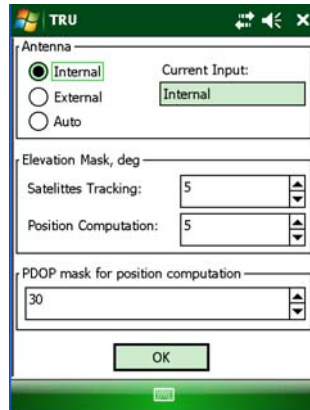 TRU
Antenna
Internal
Current Input:
External
Internal
Auto
Elevation Mask, deg
Satelittes Tracking:
5
Position Computation:
5
PDOP mask for position computation
30
OK